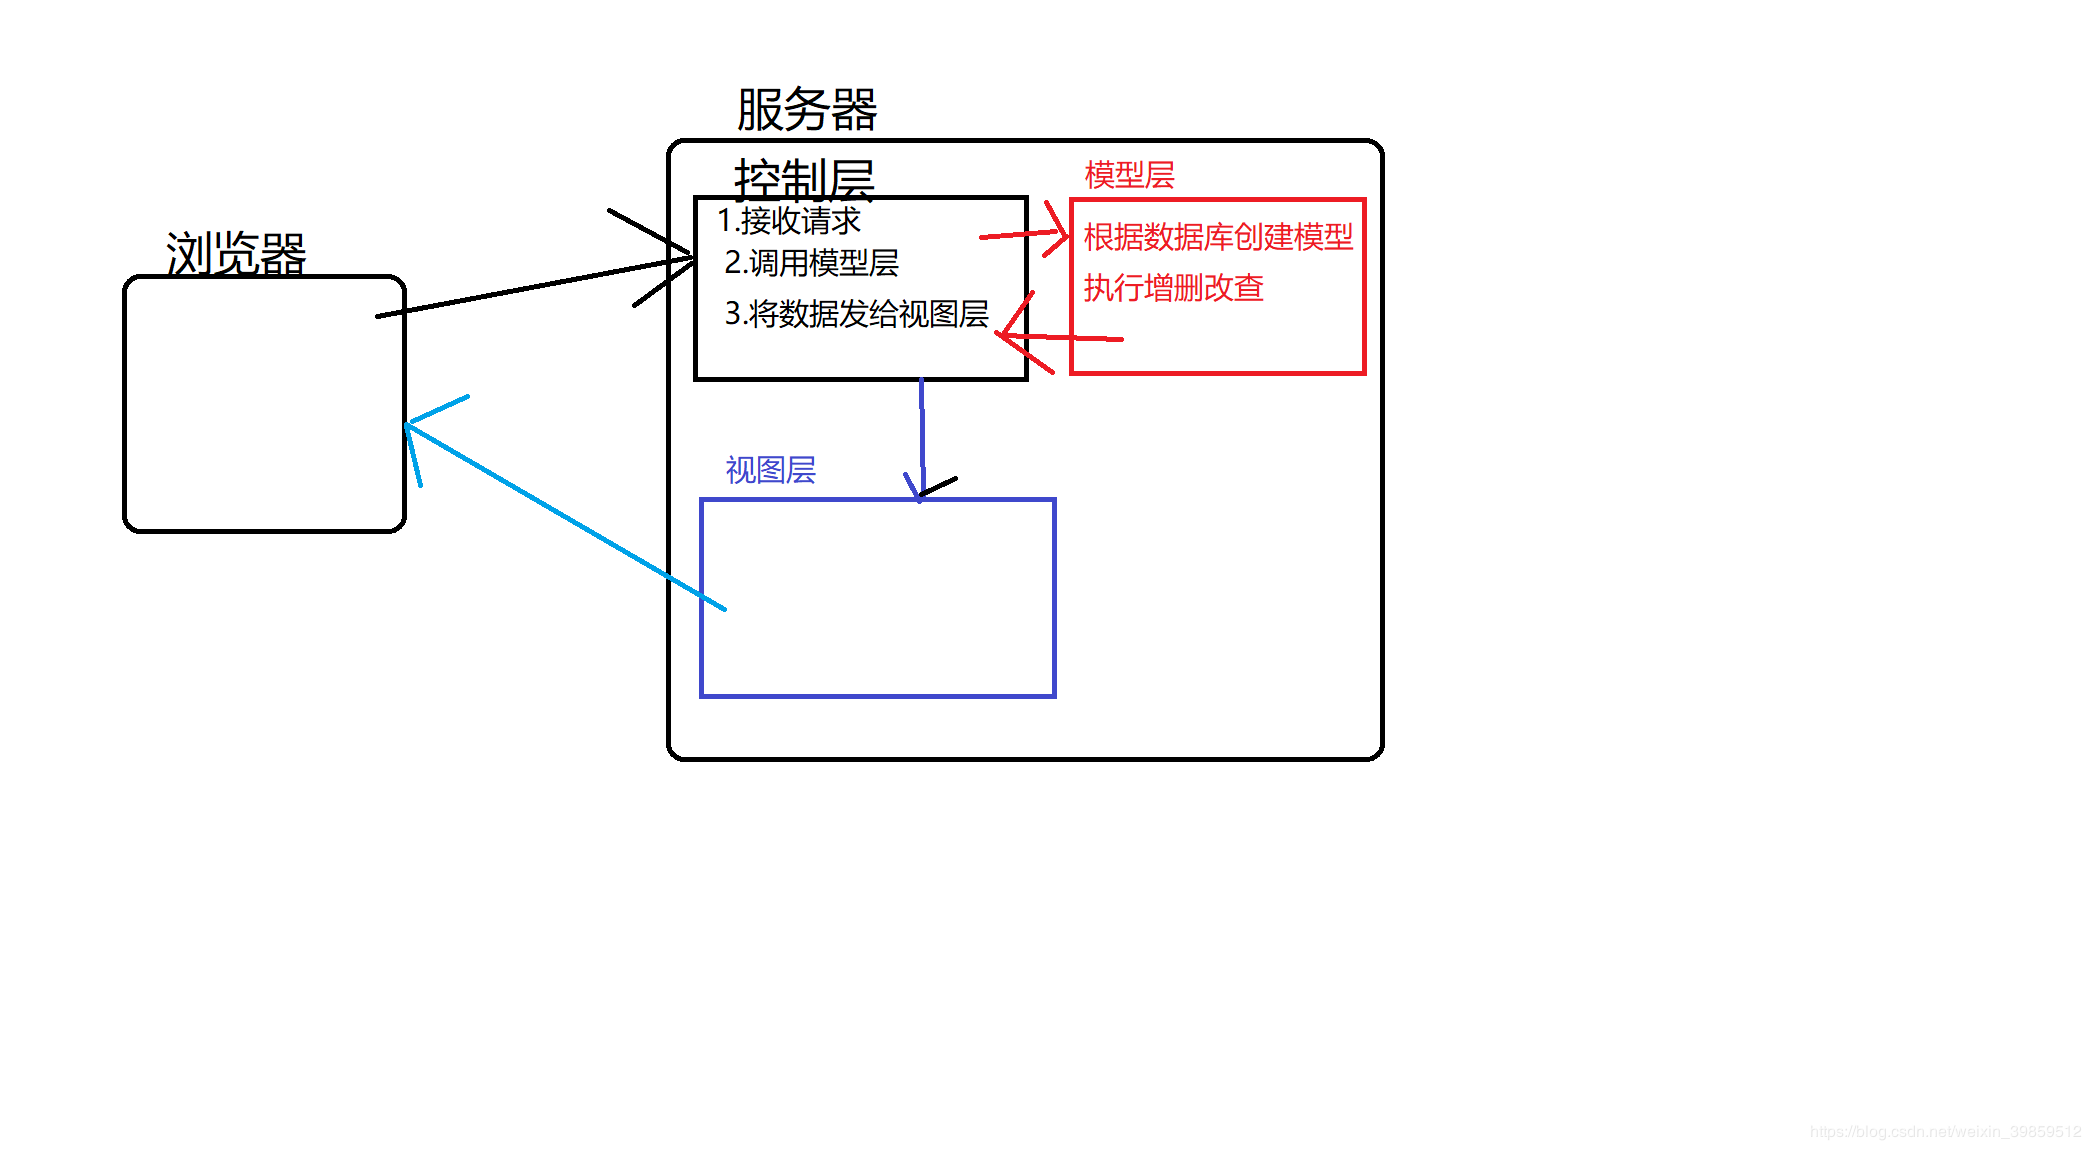 服务器
控制层
模型层
浏览器
1.接收请求
2.调用模型层
3.将数据发给视图层
根据数据库创建模型
执行增删改查
视图层
https://blog.csdn.net/weixin_39859512